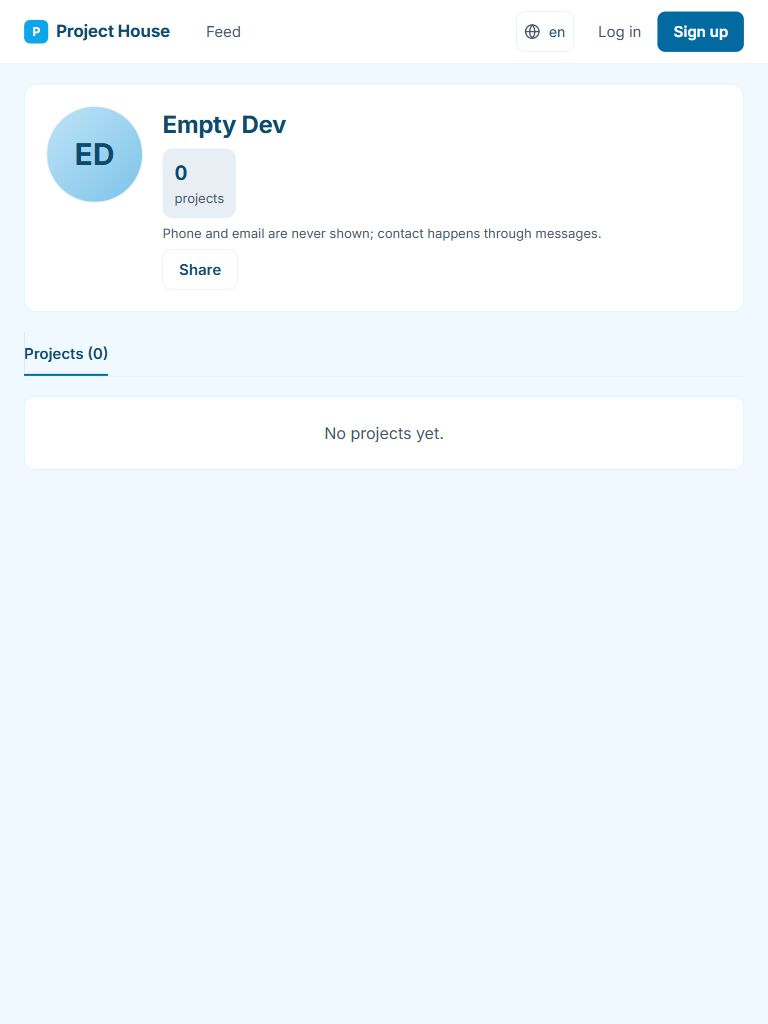 P Project House Feed en Log in Sign up
ED
Empty Dev
0
projects
Phone and email are never shown; contact happens through messages.
Share
Projects (0)
No projects yet.